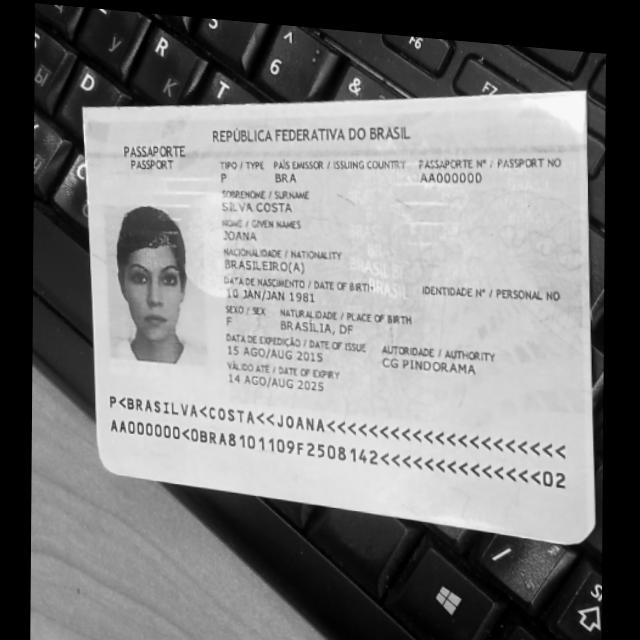 REPÚBLICA FEDERATIVA DO BRASIL
PASSAPORTE
PASSPORT
TIPO / TYPE PAÍS EMISSOR / ISSUING COUNTRY PASSAPORTE Nº / PASSPORT NO
P BRA AA000000
SOBRENOME / SURNAME
SILVA COSTA
NOME / GIVEN NAMES
JOANA
NACIONALIDADE / NATIONALITY
BRASILEIRO(A)
DATA DE NASCIMENTO / DATE OF BIRTH IDENTIDADE Nº / PERSONAL NO
10 JAN/JAN 1981
SEXO / SEX NATURALIDADE / PLACE OF BIRTH
F BRASÍLIA, DF
DATA DE EXPEDIÇÃO / DATE OF ISSUE AUTORIDADE / AUTHORITY
15 AGO/AUG 2015 CG PINDORAMA
VÁLIDO ATÉ / DATE OF EXPIRY
14 AGO/AUG 2025
P<BRASILVA<COSTA<<JOANA<<<<<<<<<<<<<<<<<<<<<
AA000000<0BRA8101109F2508142<<<<<<<<<<<<<<02